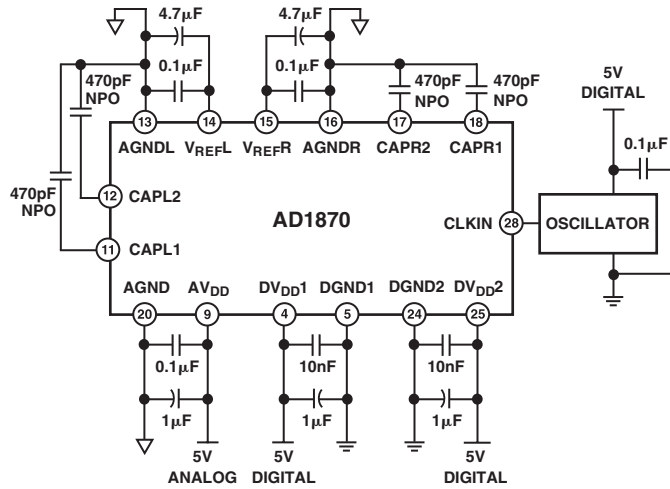 4.7μF
4.7μF
0.1μF
0.1μF
470pF
NPO
470pF
NPO
470pF
NPO
5V
DIGITAL
0.1μF
13
14
15
16
17
18
AGNDL
VREFL
VREFR
AGNDR
CAPR2
CAPR1
470pF
NPO
12
CAPL2
AD1870
CLKIN
28
OSCILLATOR
11
CAPL1
AGND
AVDD
DVDD1
DGND1
DGND2
DVDD2
20
9
4
5
24
25
0.1μF
10nF
10nF
1μF
1μF
1μF
5V
ANALOG
5V
DIGITAL
5V
DIGITAL